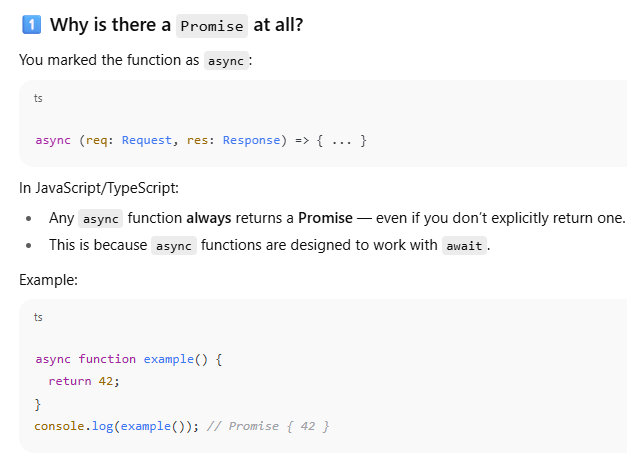 1 Why is there a Promise at all?
You marked the function as async:
ts
async (req: Request, res: Response) => { ... }
In JavaScript/TypeScript:
• Any async function always returns a Promise — even if you don’t explicitly return one.
• This is because async functions are designed to work with await.
Example:
ts
async function example() {
  return 42;
}
console.log(example()); // Promise { 42 }